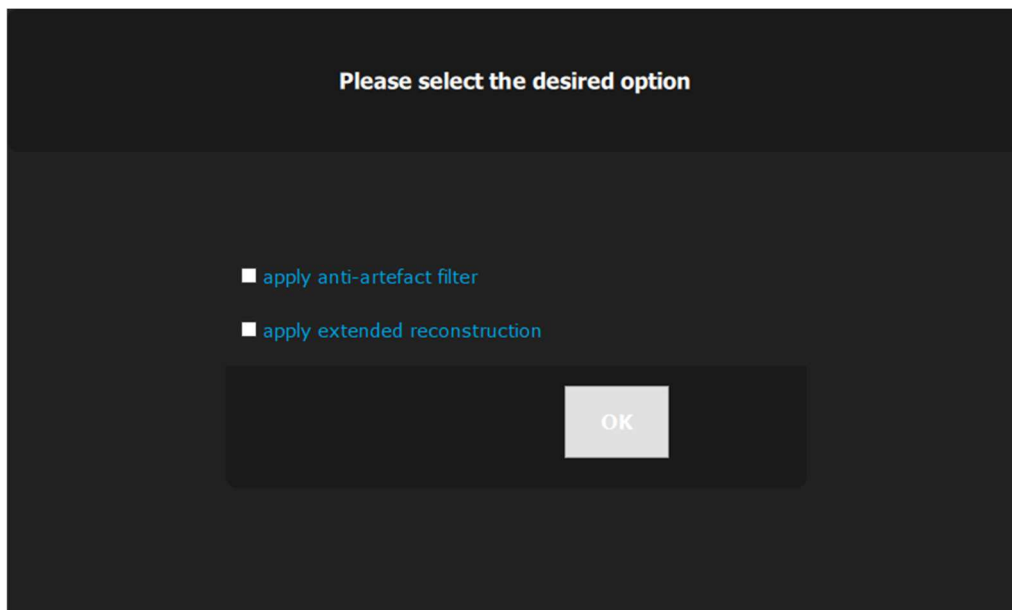 Please select the desired option
apply anti-artefact filter
apply extended reconstruction
OK